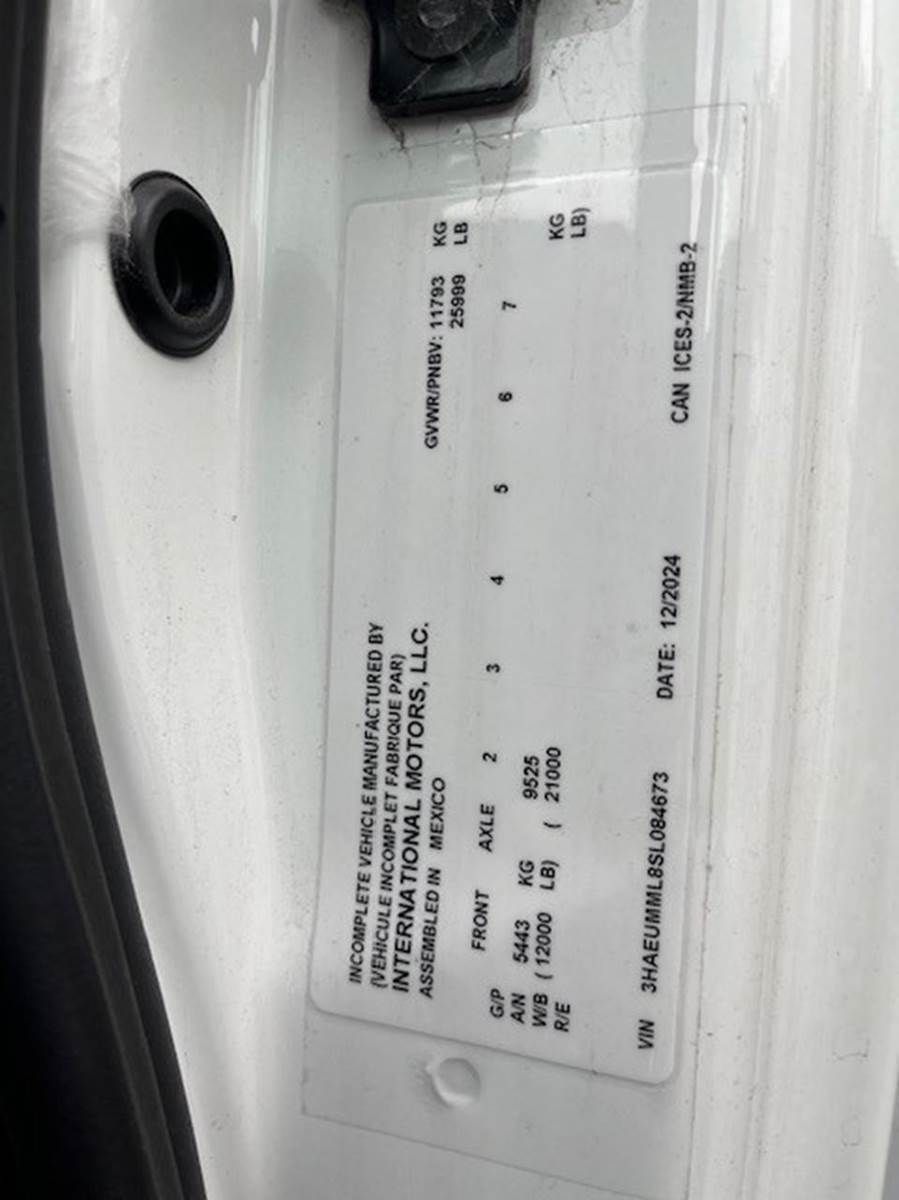 INCOMPLETE VEHICLE MANUFACTURED BY
(VEHICULE INCOMPLET FABRIQUE PAR)
INTERNATIONAL MOTORS, LLC.
ASSEMBLED IN MEXICO
GVWR/PNBV: 11793 KG
25999 LB
FRONT AXLE 2 3 4 5 6 7
G/P
A/N 5443 KG 9525 KG
W/B ( 12000 LB) ( 21000 LB)
R/E
VIN 3HAEUMML8SL084673 DATE: 12/2024 CAN ICES-2/NMB-2